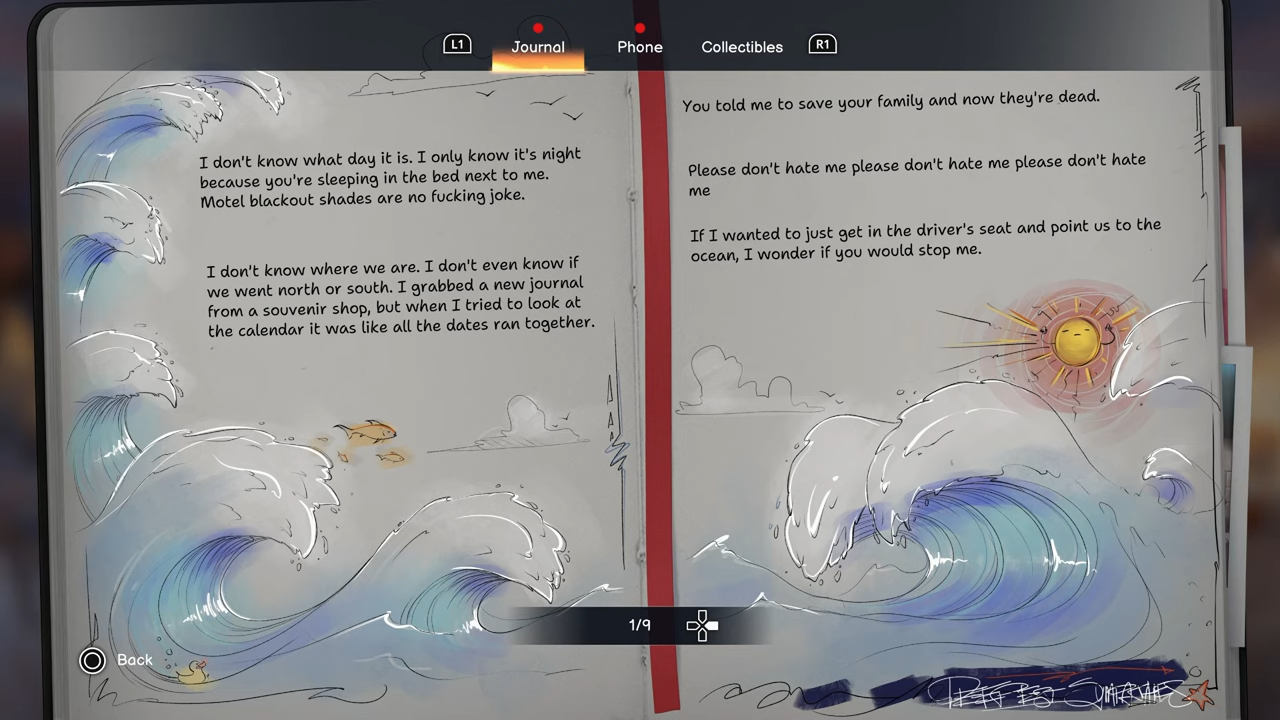 L1
Journal
Phone
Collectibles
R1
I don't know what day it is. I only know it's night
because you're sleeping in the bed next to me.
Motel blackout shades are no fucking joke.
I don't know where we are. I don't even know if
we went north or south. I grabbed a new journal
from a souvenir shop, but when I tried to look at
the calendar it was like all the dates ran together.
You told me to save your family and now they're dead.
Please don't hate me please don't hate me please don't hate
me
If I wanted to just get in the driver's seat and point us to the
ocean, I wonder if you would stop me.
1/9
Back